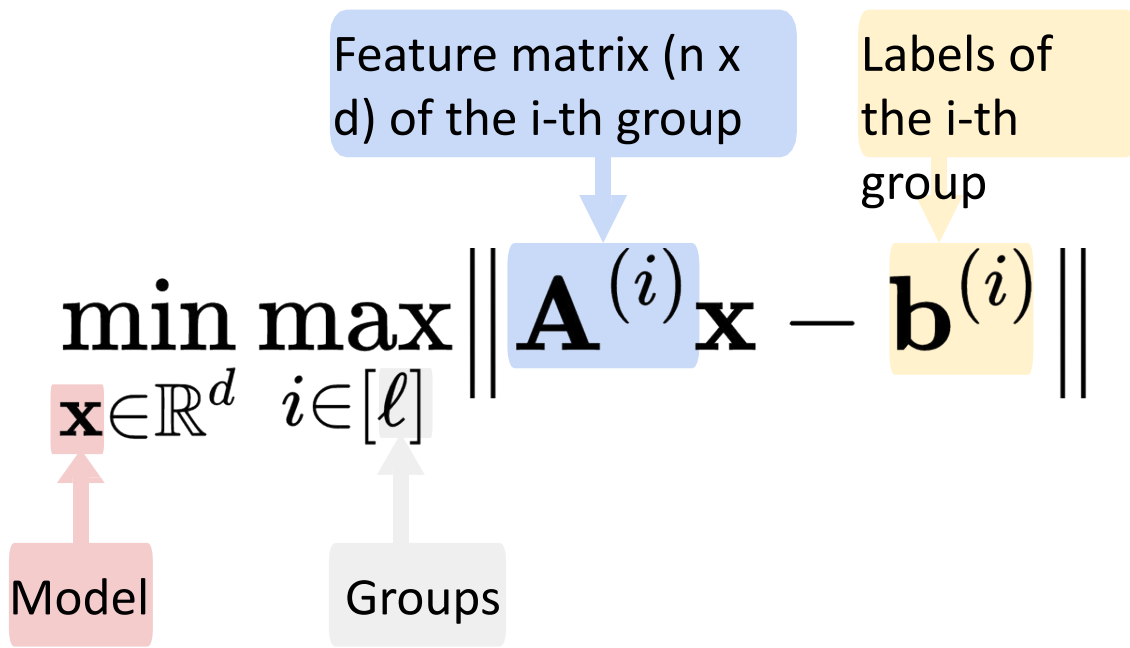 Feature matrix (n x
d) of the i-th group
Labels of
the i-th
group
min max ‖ A^(i) x − b^(i) ‖
x∈ℝ^d i∈[ℓ]
Model
Groups